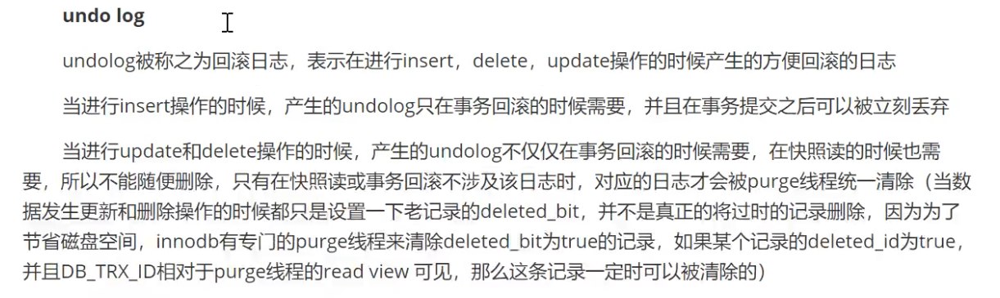 undo log
undolog被称之为回滚日志，表示在进行insert，delete，update操作的时候产生的方便回滚的日志
当进行insert操作的时候，产生的undolog只在事务回滚的时候需要，并且在事务提交之后可以被立刻丢弃
当进行update和delete操作的时候，产生的undolog不仅仅在事务回滚的时候需要，在快照读的时候也需
要，所以不能随便删除，只有在快照读或事务回滚不涉及该日志时，对应的日志才会被purge线程统一清除（当数
据发生更新和删除操作的时候都只是设置一下老记录的deleted_bit，并不是真正的将过时的记录删除，因为为了
节省磁盘空间，innodb有专门的purge线程来清除deleted_bit为true的记录，如果某个记录的deleted_id为true，
并且DB_TRX_ID相对于purge线程的read view 可见，那么这条记录一定时可以被清除的）